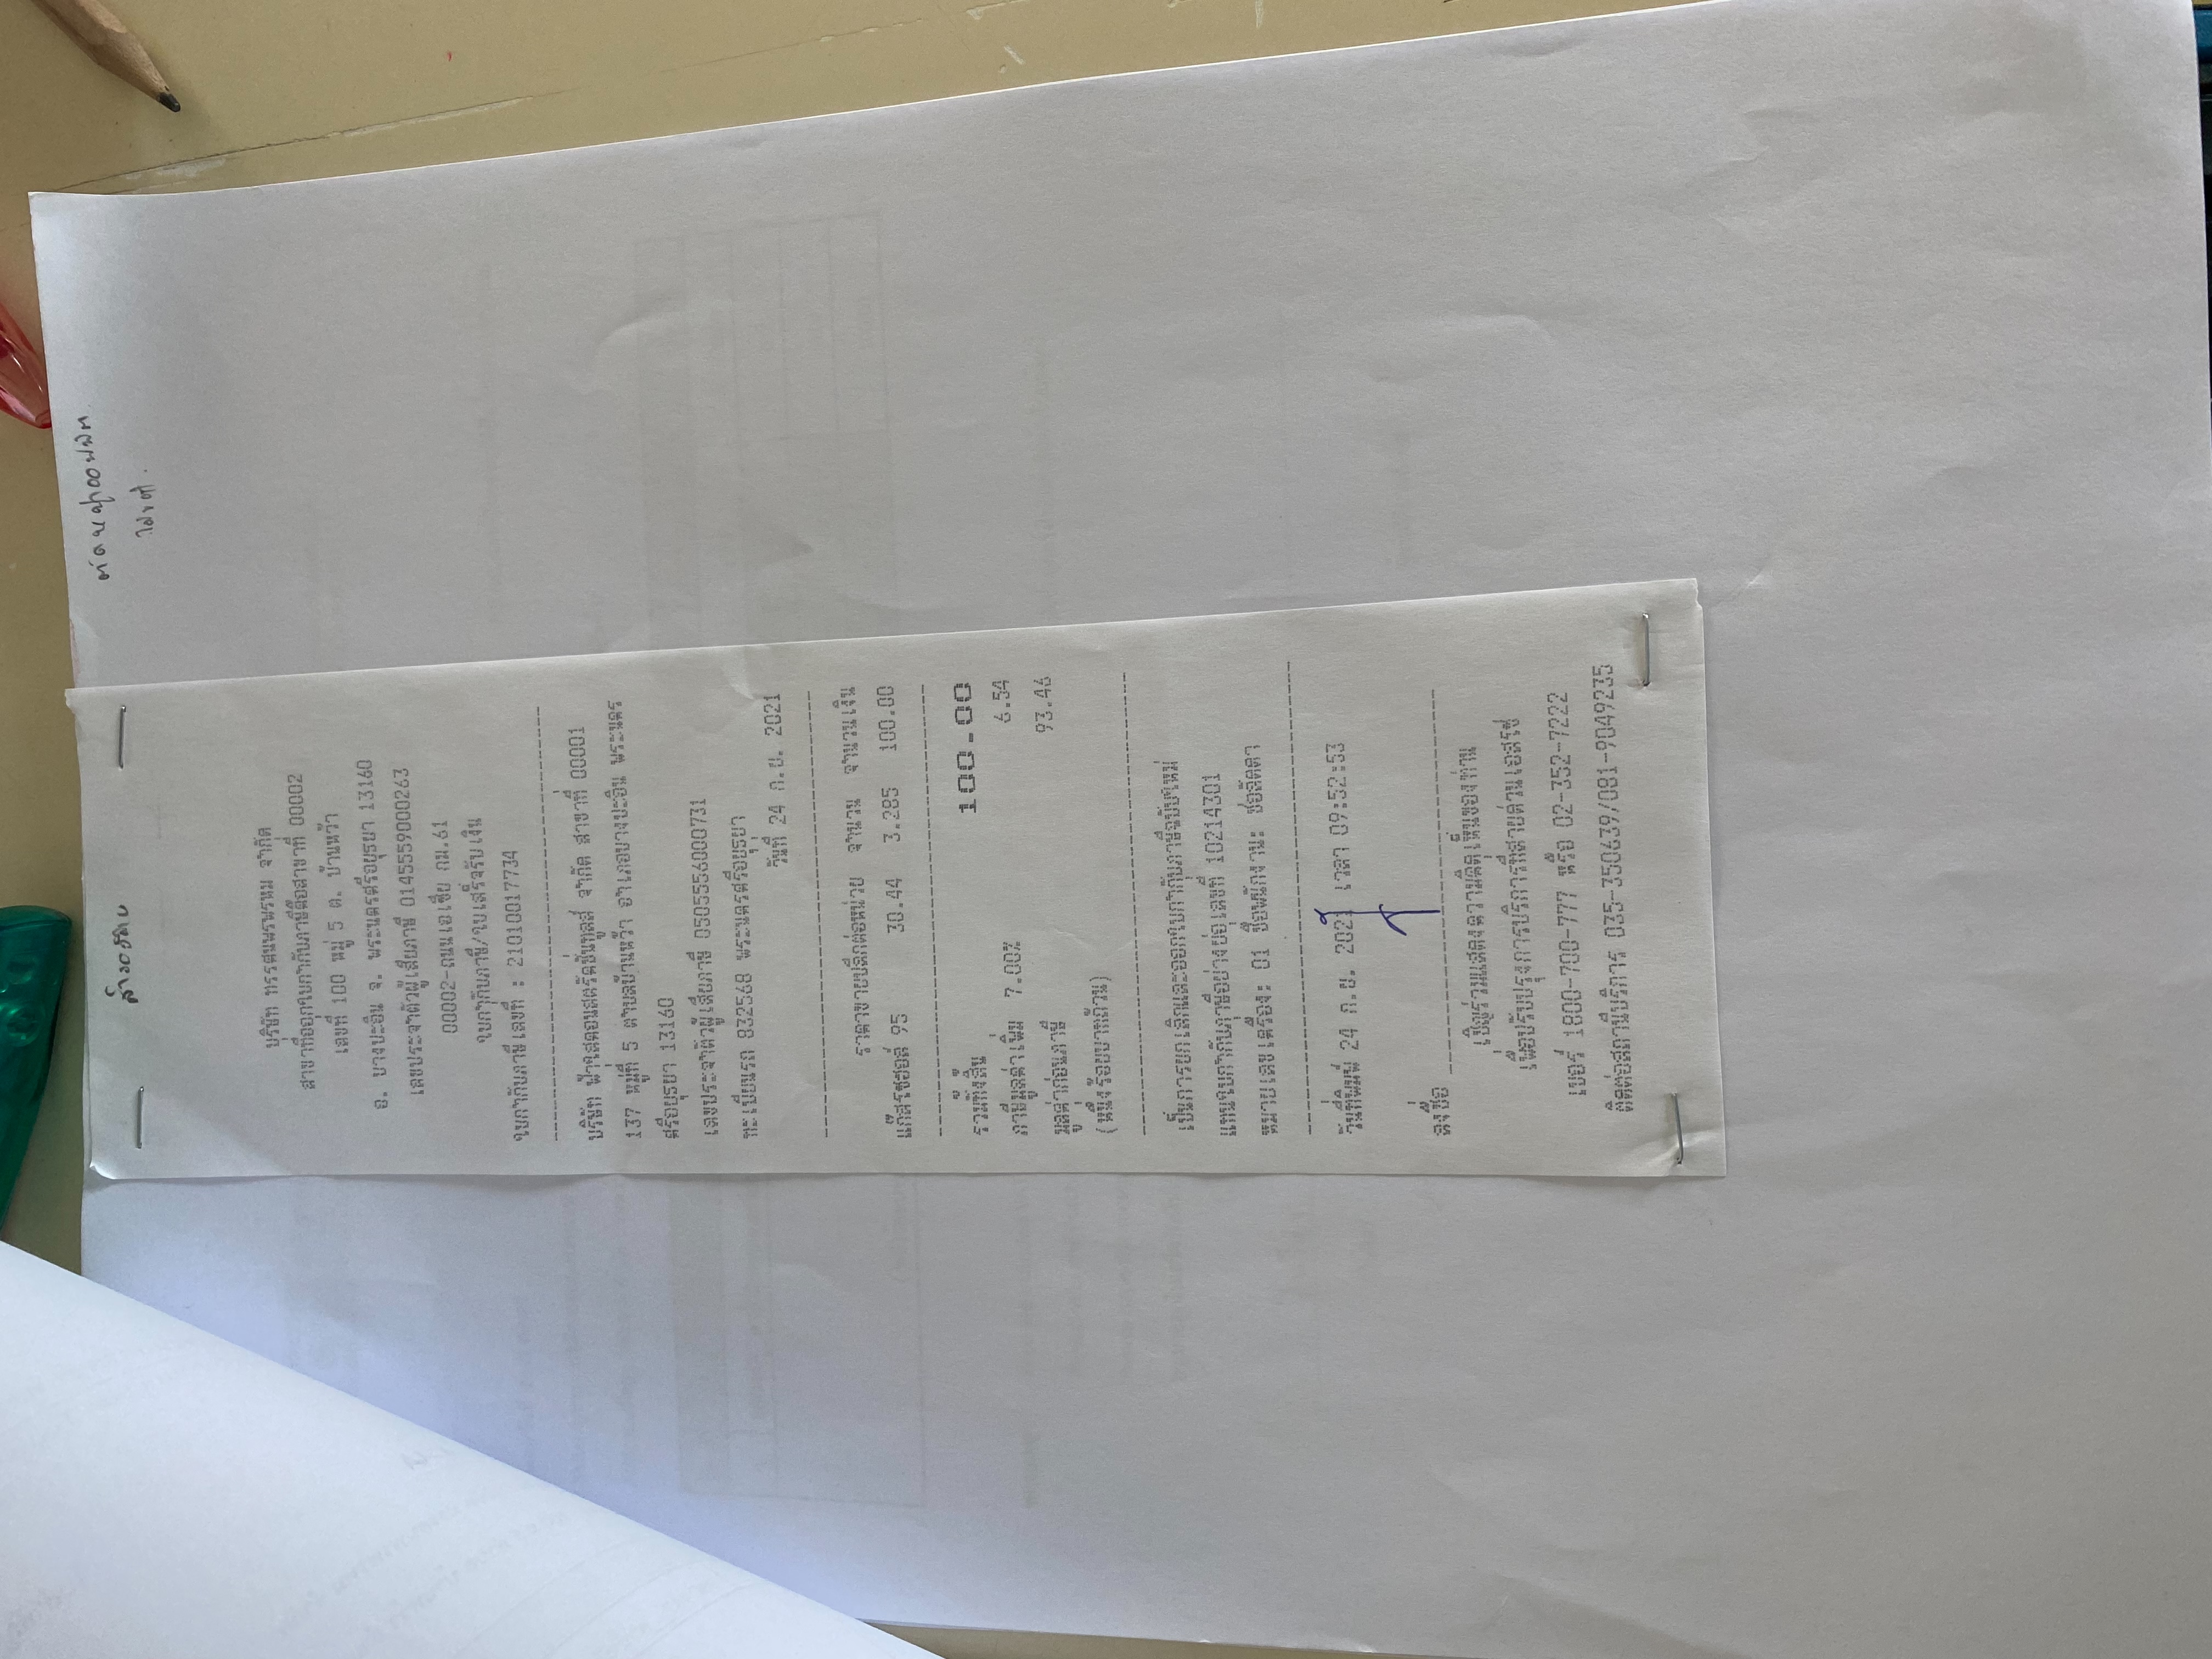 สำรองจ่าย
ตัดหญ้าออฟฟิต
บริษัท ทรรศนพรพรหม จำกัด
สาขาที่ออกใบกำกับภาษีคือสาขาที่ 00002
เลขที่ 100 หมู่ 5 ต. บ้านหว้า
อ. บางปะอิน จ. พระนครศรีอยุธยา 13160
เลขประจำตัวผู้เสียภาษี 0145559000263
00002-ถนนเอเซีย กม.61
ใบกำกับภาษี/ใบเสร็จรับเงิน
ใบกำกับภาษีเลขที่ : 21010017734
บริษัท ฟ้าใสคอนสตรัคชั่นทูลส์ จำกัด สาขาที่ 00001
137 หมู่ที่ 5 ตำบลบ้านหว้า อำเภอบางปะอิน พระนคร
ศรีอยุธยา 13160
เลขประจำตัวผู้เสียภาษี 0505556000731
ทะเบียนรถ 832568 พระนครศรีอยุธยา
วันที่ 24 ก.ย. 2021
ราคาขายปลีกต่อหน่วย จำนวน จำนวนเงิน
แก๊สโซฮอล์ 95 30.44 3.285 100.00
รวมทั้งสิ้น 100.00
ภาษีมูลค่าเพิ่ม 7.00% 6.54
มูลค่าก่อนภาษี 93.46
(หนึ่งร้อยบาทถ้วน)
เป็นการยกเลิกและออกใบกำกับภาษีฉบับใหม่
แทนใบกำกับภาษีอย่างย่อเลขที่ 10214301
หมายเลขเครื่อง: 01 ชื่อพนักงาน: ช่อลัดดา
วันที่พิมพ์ 24 ก.ย. 2021 เวลา 09:52:53
ลงชื่อ
เชิญร่วมแสดงความคิดเห็นของท่าน
เพื่อปรับปรุงการบริการที่สายด่วนเอสโซ่
เบอร์ 1800-700-777 หรือ 02-352-7222
ติดต่อสถานีบริการ 035-350639/081-9049235